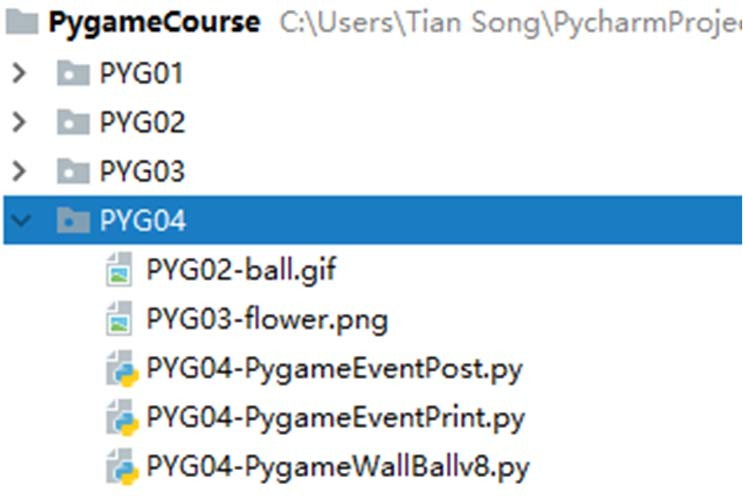 PygameCourse C:\Users\Tian Song\PycharmProje
PYG01
PYG02
PYG03
PYG04
PYG02-ball.gif
PYG03-flower.png
PYG04-PygameEventPost.py
PYG04-PygameEventPrint.py
PYG04-PygameWallBallv8.py